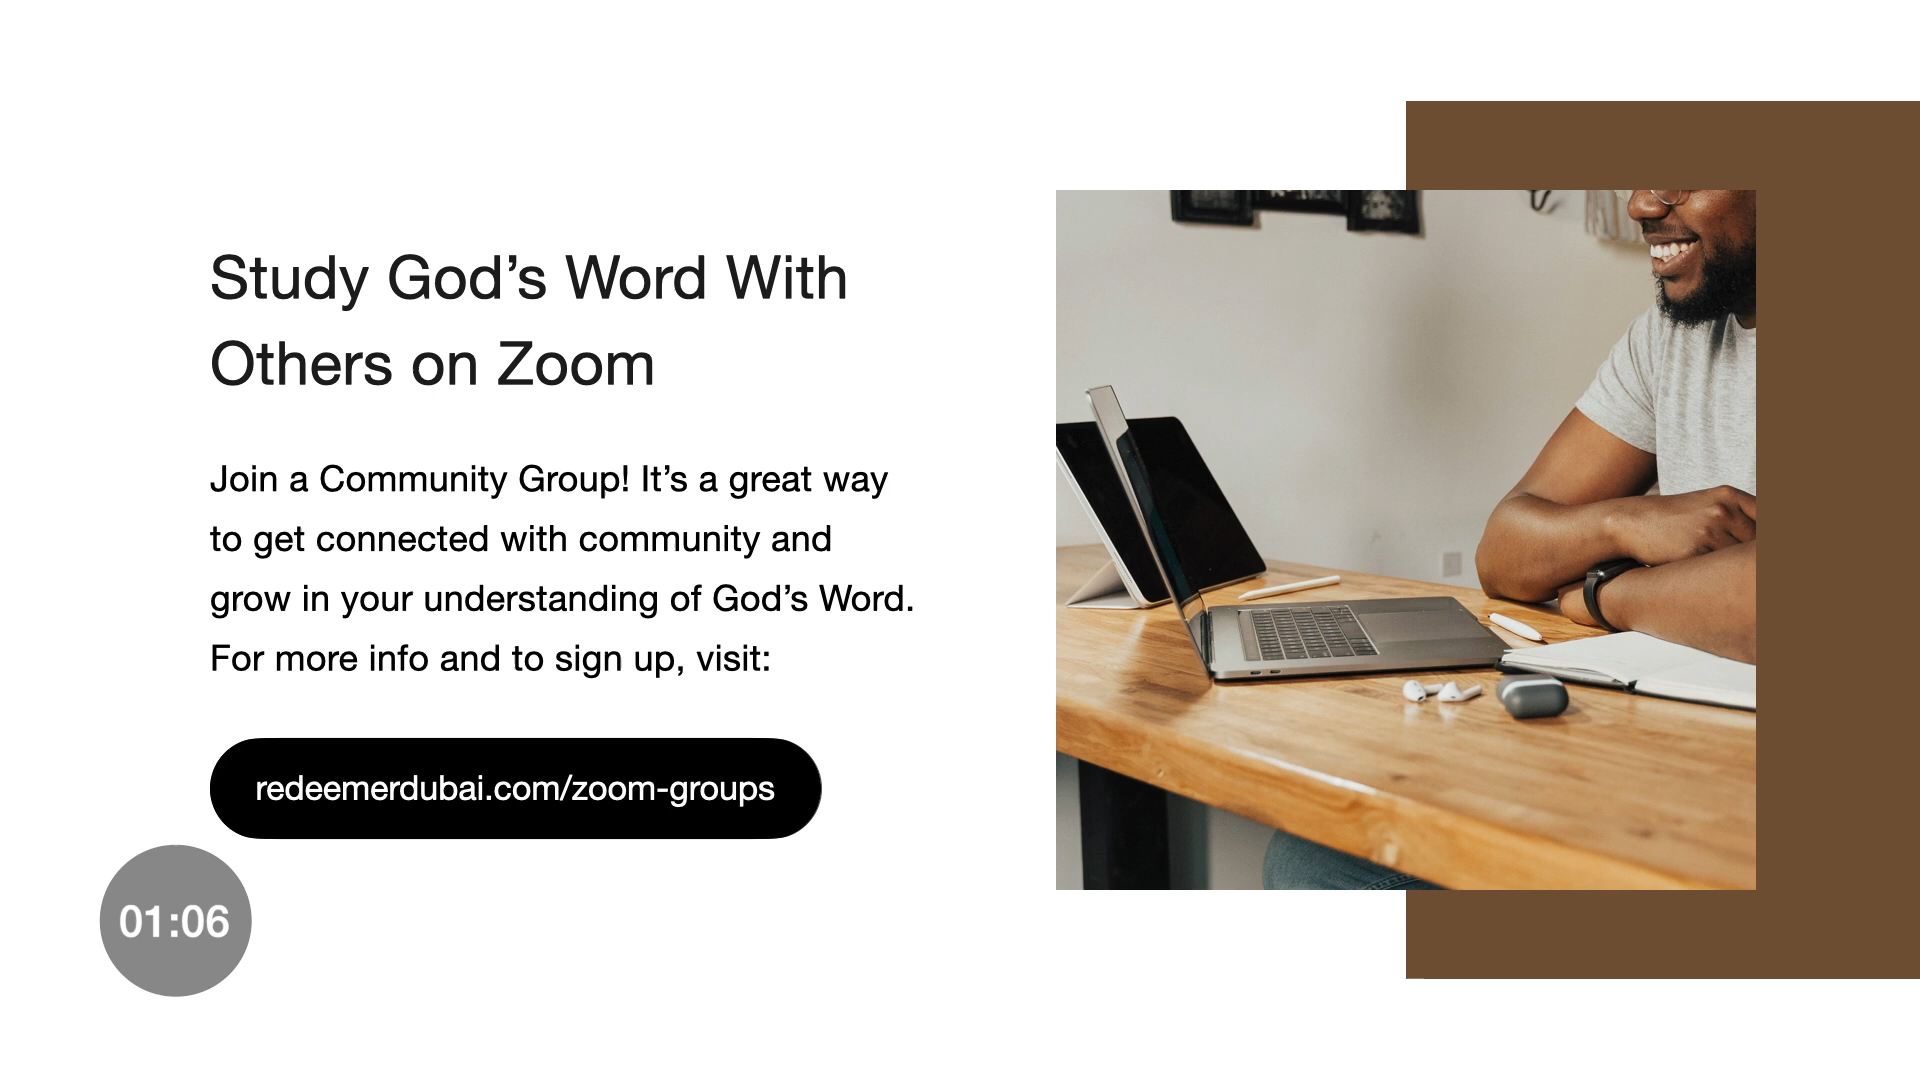 Study God’s Word With
Others on Zoom
Join a Community Group! It’s a great way
to get connected with community and
grow in your understanding of God’s Word.
For more info and to sign up, visit:
redeemerdubai.com/zoom-groups
01:06